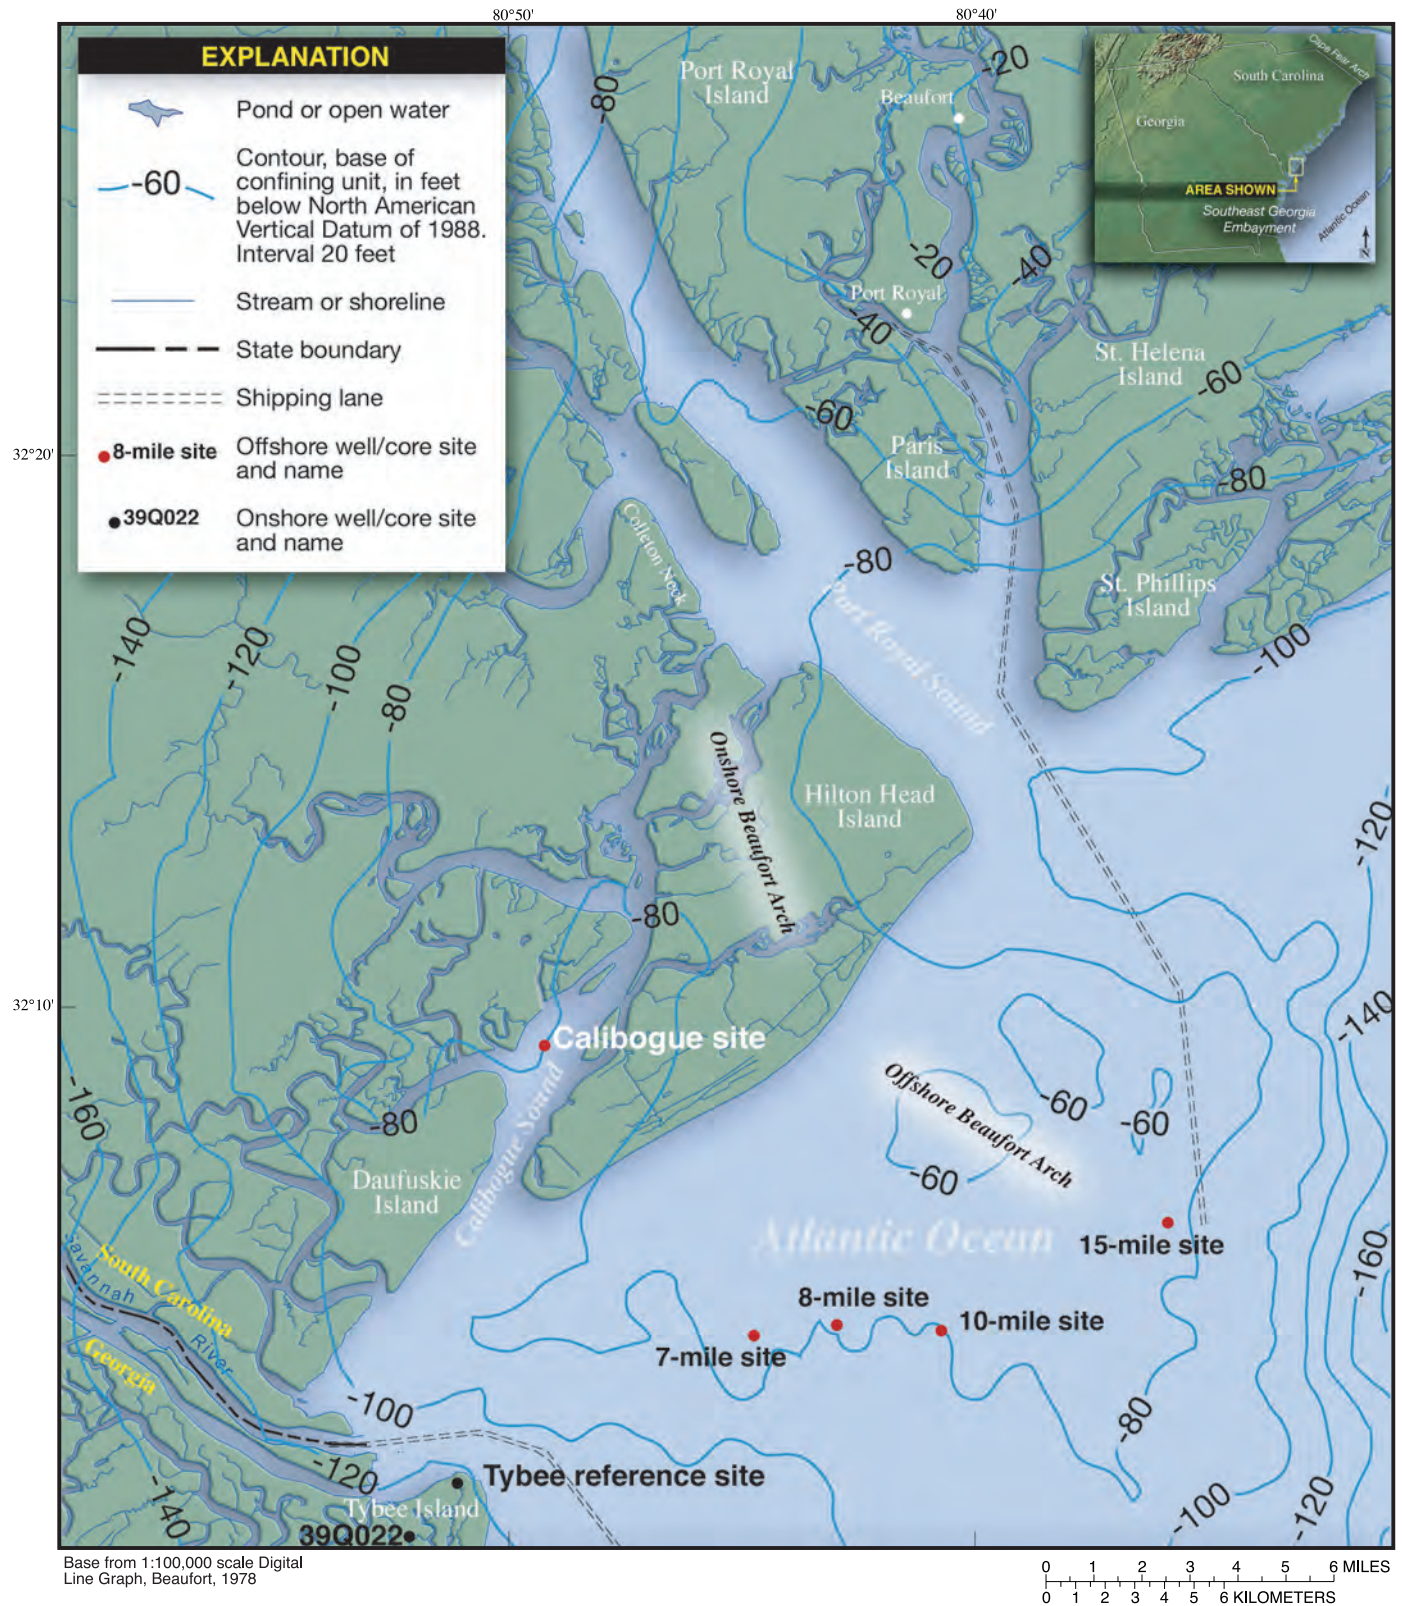 80°50'
80°40'
EXPLANATION
Pond or open water
-60
Contour, base of
confining unit, in feet
below North American
Vertical Datum of 1988.
Interval 20 feet
Stream or shoreline
State boundary
Shipping lane
8-mile site
Offshore well/core site
and name
39Q022
Onshore well/core site
and name
Cape Fear Arch
South Carolina
Georgia
AREA SHOWN
Southeast Georgia
Embayment
Atlantic Ocean
N
-80
Port Royal
Island
-20
Beaufort
-20
-40
Port Royal
-40
St. Helena
Island
-60
-60
Paris
Island
32°20'
-80
Colleton Neck
-80
St. Phillips
Island
Port Royal Sound
-100
-140
-120
-100
-80
Onshore Beaufort Arch
Hilton Head
Island
-120
-80
32°10'
-140
Calibogue site
Offshore Beaufort Arch
-60
-60
-60
-160
-80
Calibogue Sound
Daufuskie
Island
Atlantic Ocean
15-mile site
-160
Savannah
River
South Carolina
Georgia
8-mile site
10-mile site
7-mile site
-100
-80
-120
Tybee reference site
-140
Tybee Island
39Q022
-100
-120
Base from 1:100,000 scale Digital
Line Graph, Beaufort, 1978
0 1 2 3 4 5 6 MILES
0 1 2 3 4 5 6 KILOMETERS